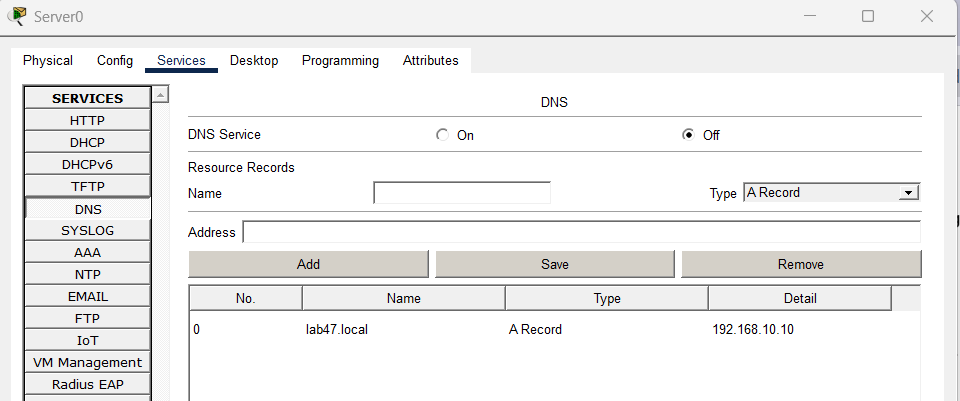 Server0
Physical Config Services Desktop Programming Attributes
SERVICES
HTTP
DHCP
DHCPv6
TFTP
DNS
SYSLOG
AAA
NTP
EMAIL
FTP
IoT
VM Management
Radius EAP
DNS
DNS Service On Off
Resource Records
Name Type A Record
Address
Add Save Remove
No. Name Type Detail
0 lab47.local A Record 192.168.10.10